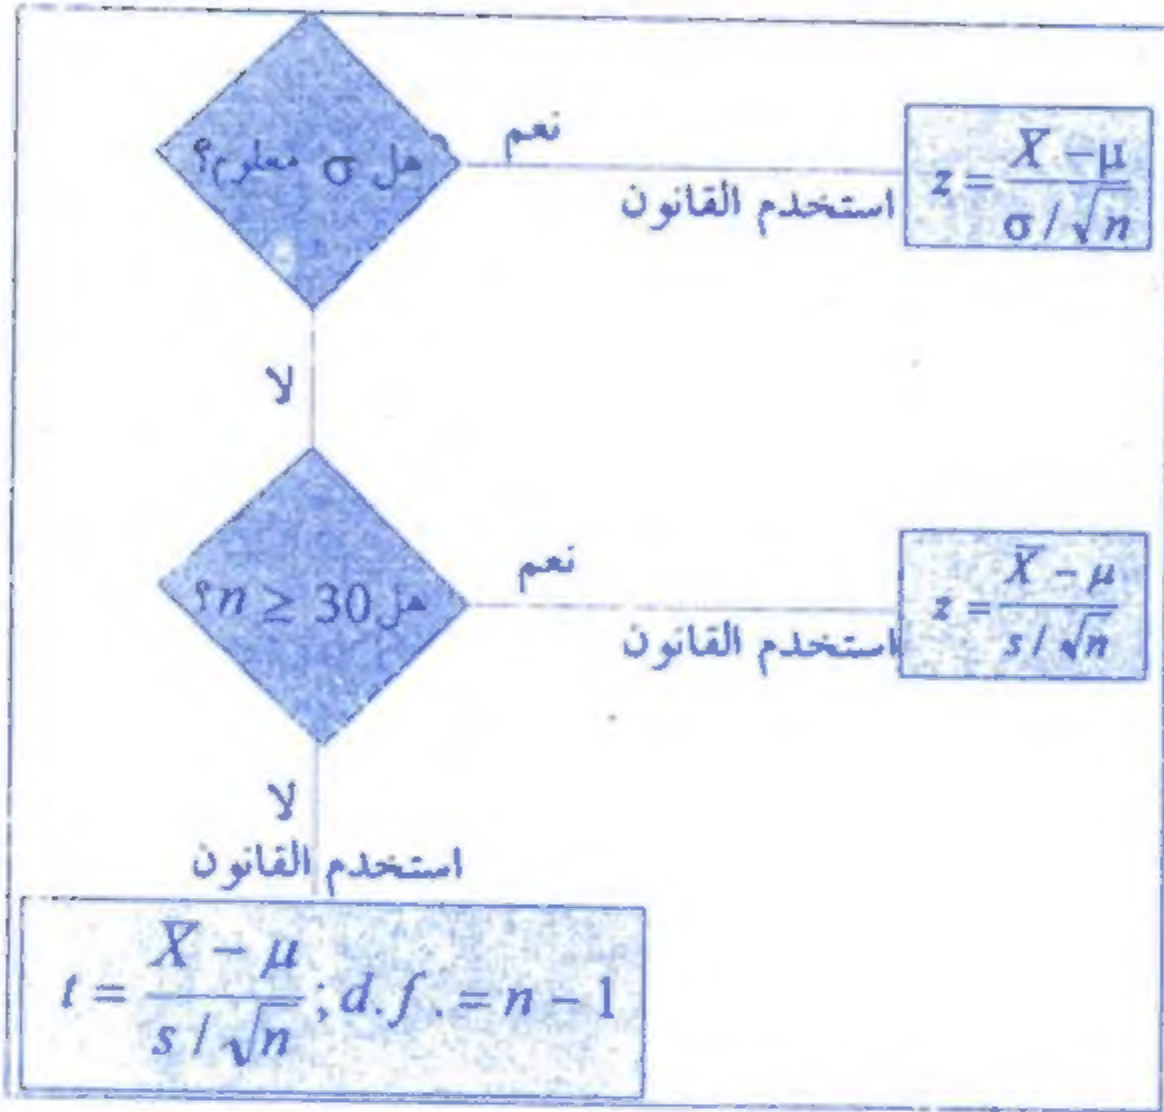 هل σ معلوم؟
نعم
استخدم القانون
z = (X̄ − μ) / (σ / √n)
لا
هل n ≥ 30؟
نعم
استخدم القانون
z = (X̄ − μ) / (s / √n)
لا
استخدم القانون
t = (X̄ − μ) / (s / √n) ; d.f. = n − 1